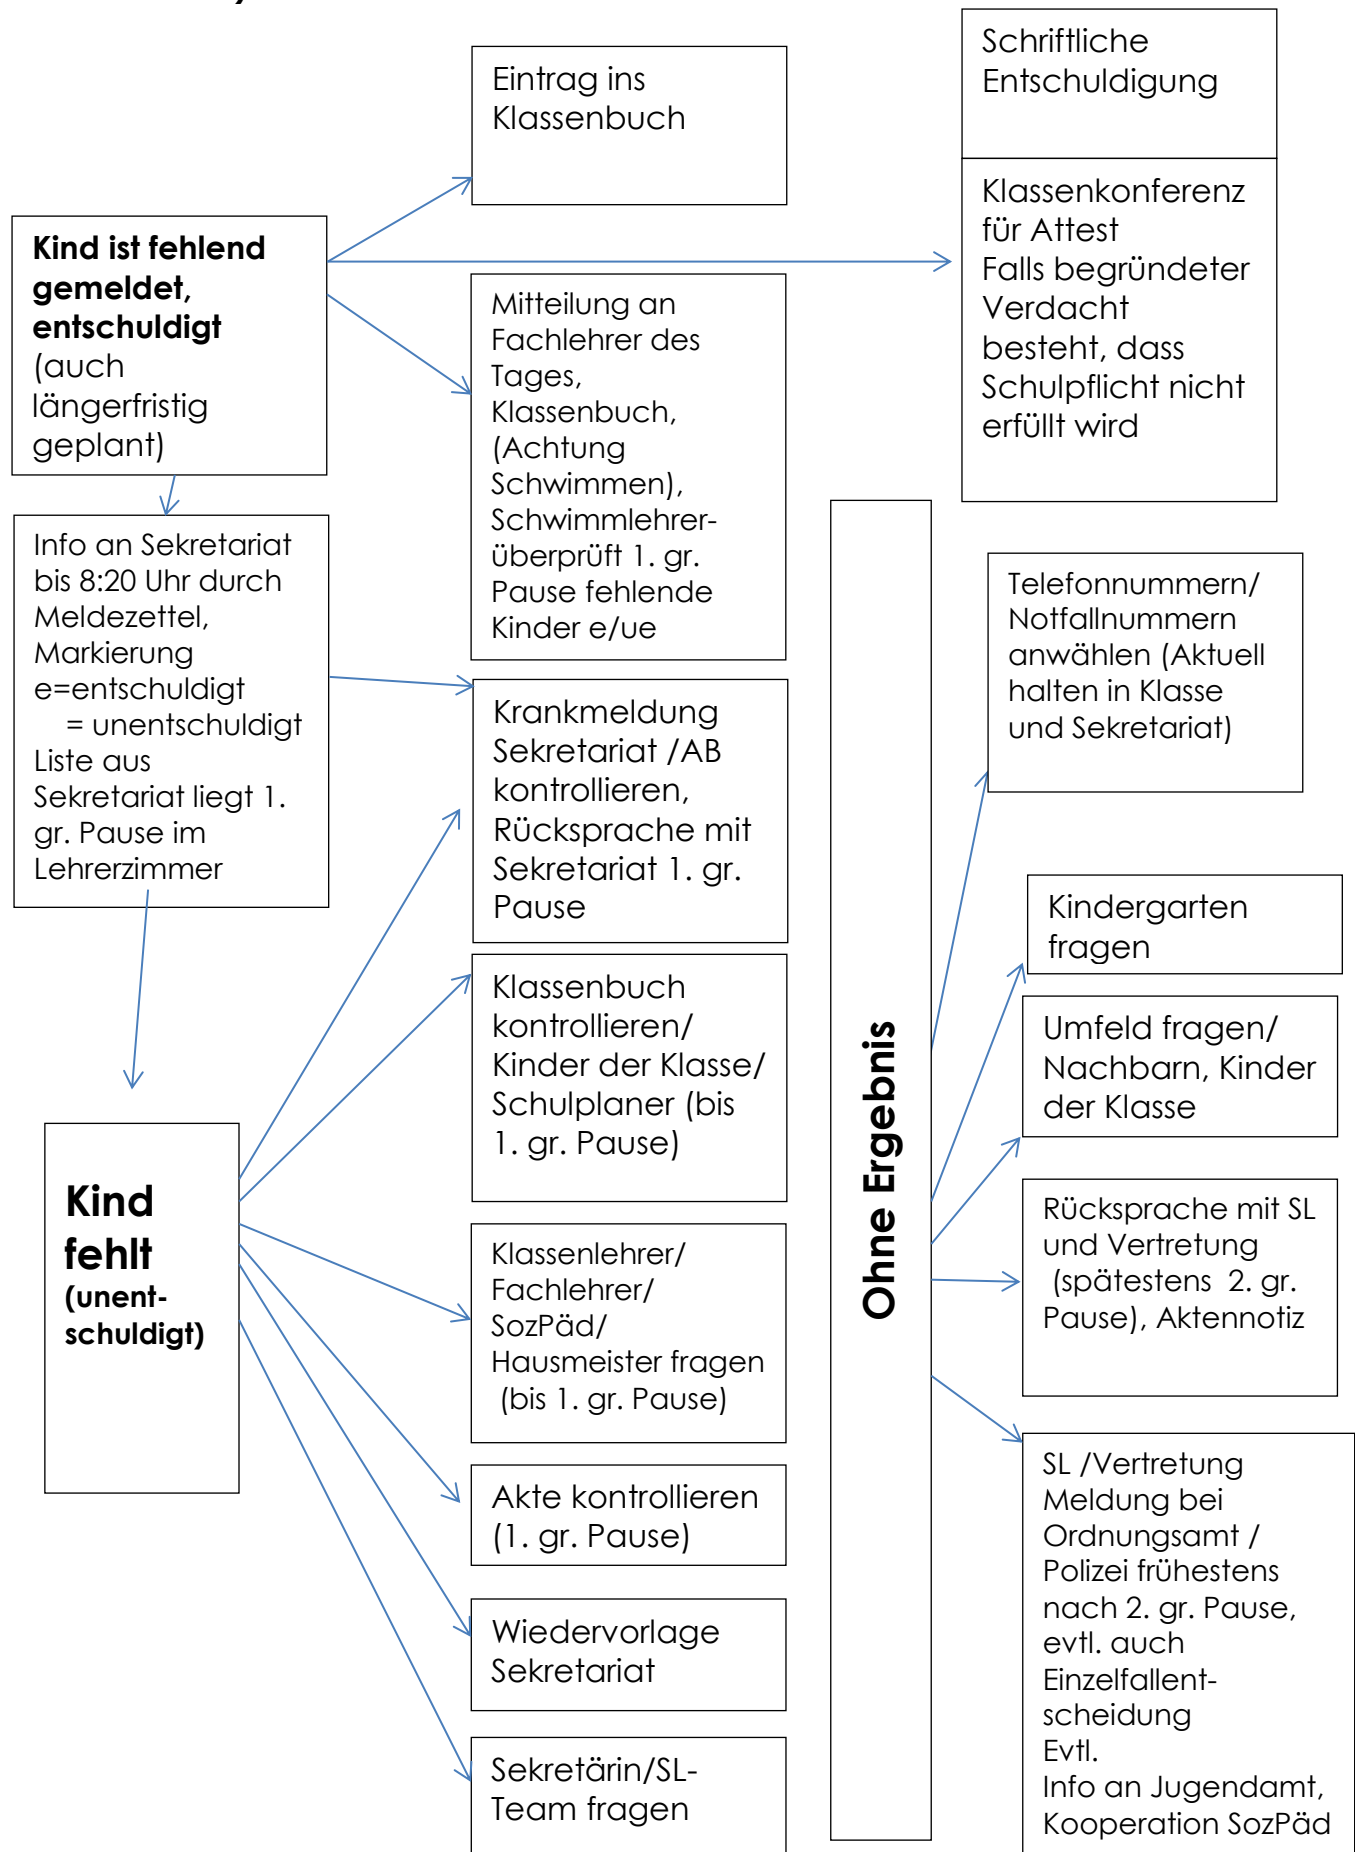 Schriftliche
Entschuldigung
Eintrag ins
Klassenbuch
Klassenkonferenz
für Attest
Falls begründeter
Verdacht
besteht, dass
Schulpflicht nicht
erfüllt wird
Kind ist fehlend
gemeldet,
entschuldigt
(auch
längerfristig
geplant)
Mitteilung an
Fachlehrer des
Tages,
Klassenbuch,
(Achtung
Schwimmen),
Schwimmlehrer-
überprüft 1. gr.
Pause fehlende
Kinder e/ue
Info an Sekretariat
bis 8:20 Uhr durch
Meldezettel,
Markierung
e=entschuldigt
= unentschuldigt
Liste aus
Sekretariat liegt 1.
gr. Pause im
Lehrerzimmer
Krankmeldung
Sekretariat /AB
kontrollieren,
Rücksprache mit
Sekretariat 1. gr.
Pause
Klassenbuch
kontrollieren/
Kinder der Klasse/
Schulplaner (bis
1. gr. Pause)
Kind
fehlt
(unent-
schuldigt)
Klassenlehrer/
Fachlehrer/
SozPäd/
Hausmeister fragen
(bis 1. gr. Pause)
Akte kontrollieren
(1. gr. Pause)
Wiedervorlage
Sekretariat
Sekretärin/SL-
Team fragen
Ohne Ergebnis
Telefonnummern/
Notfallnummern
anwählen (Aktuell
halten in Klasse
und Sekretariat)
Kindergarten
fragen
Umfeld fragen/
Nachbarn, Kinder
der Klasse
Rücksprache mit SL
und Vertretung
(spätestens 2. gr.
Pause), Aktennotiz
SL /Vertretung
Meldung bei
Ordnungsamt /
Polizei frühestens
nach 2. gr. Pause,
evtl. auch
Einzelfallent-
scheidung
Evtl.
Info an Jugendamt,
Kooperation SozPäd